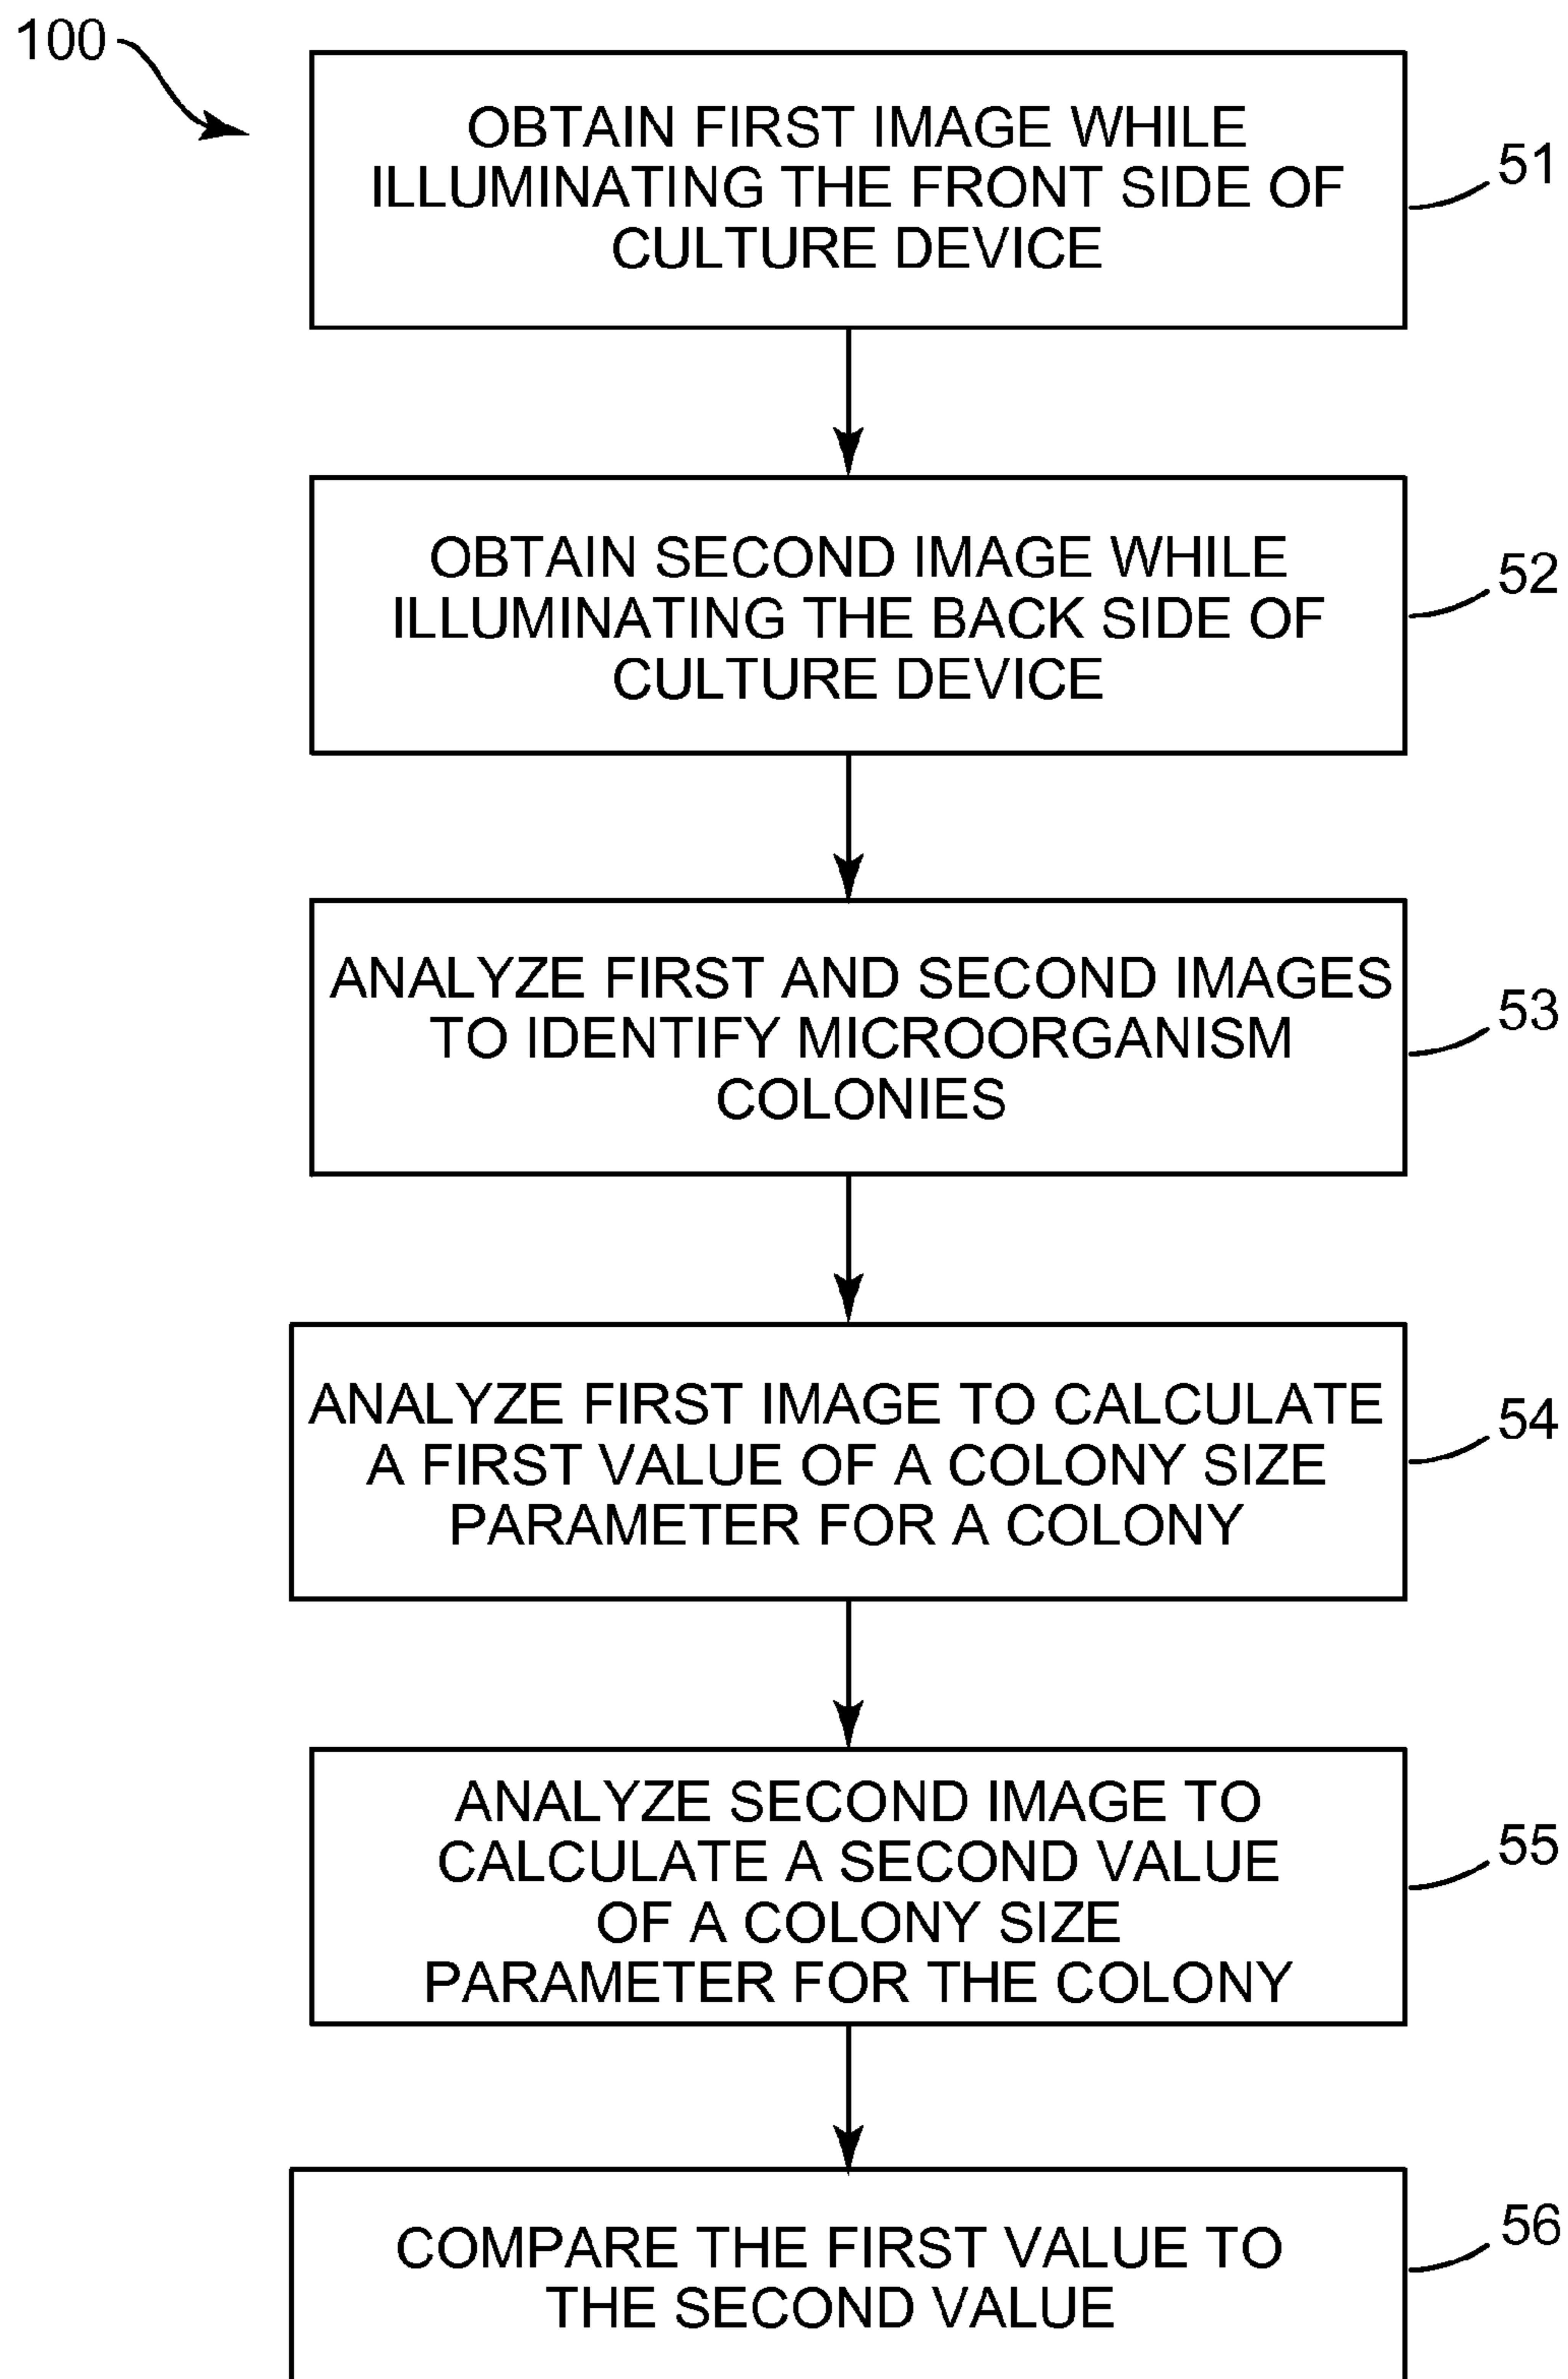 100
OBTAIN FIRST IMAGE WHILE
ILLUMINATING THE FRONT SIDE OF
CULTURE DEVICE
51
OBTAIN SECOND IMAGE WHILE
ILLUMINATING THE BACK SIDE OF
CULTURE DEVICE
52
ANALYZE FIRST AND SECOND IMAGES
TO IDENTIFY MICROORGANISM
COLONIES
53
ANALYZE FIRST IMAGE TO CALCULATE
A FIRST VALUE OF A COLONY SIZE
PARAMETER FOR A COLONY
54
ANALYZE SECOND IMAGE TO
CALCULATE A SECOND VALUE
OF A COLONY SIZE
PARAMETER FOR THE COLONY
55
COMPARE THE FIRST VALUE TO
THE SECOND VALUE
56